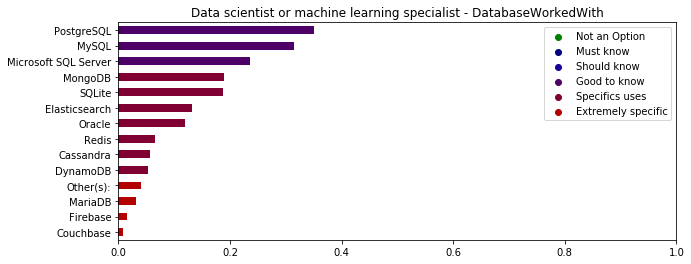 Data scientist or machine learning specialist - DatabaseWorkedWith
PostgreSQL
MySQL
Microsoft SQL Server
MongoDB
SQLite
Elasticsearch
Oracle
Redis
Cassandra
DynamoDB
Other(s):
MariaDB
Firebase
Couchbase
Not an Option
Must know
Should know
Good to know
Specifics uses
Extremely specific
0.0 0.2 0.4 0.6 0.8 1.0